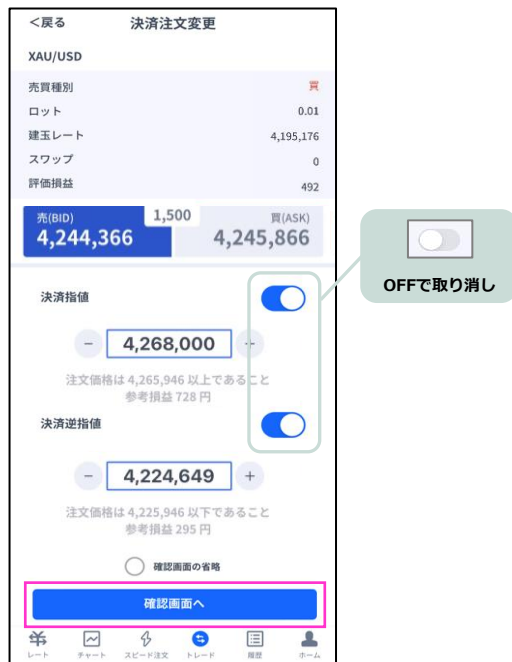 <戻る 決済注文変更
XAU/USD
売買種別 買
ロット 0.01
建玉レート 4,195,176
スワップ 0
評価損益 492
売(BID) 1,500 買(ASK)
4,244,366 4,245,866
OFFで取り消し
決済指値
- 4,268,000 +
注文価格は 4,265,946 以上であること
参考損益 728 円
決済逆指値
- 4,224,649 +
注文価格は 4,225,946 以下であること
参考損益 295 円
確認画面の省略
確認画面へ
レート チャート スピード注文 トレード 履歴 ホーム